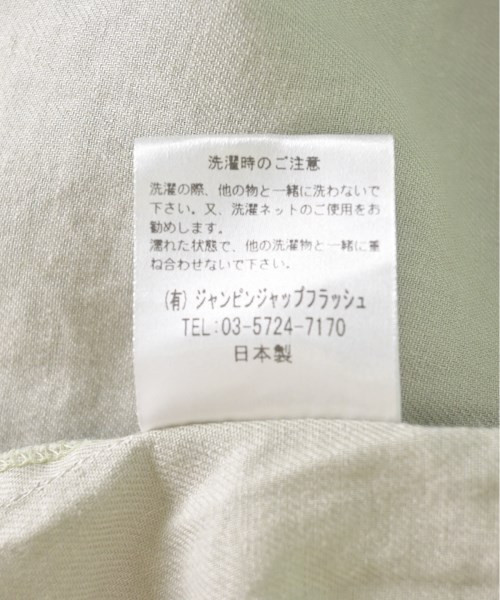 洗濯時のご注意
洗濯の際、他の物と一緒に洗わないで
下さい。又、洗濯ネットのご使用をお
勧めします。
濡れた状態で、他の洗濯物と一緒に重
ね合わせないで下さい。
(有) ジャンピンジャップフラッシュ
TEL:03-5724-7170
日本製